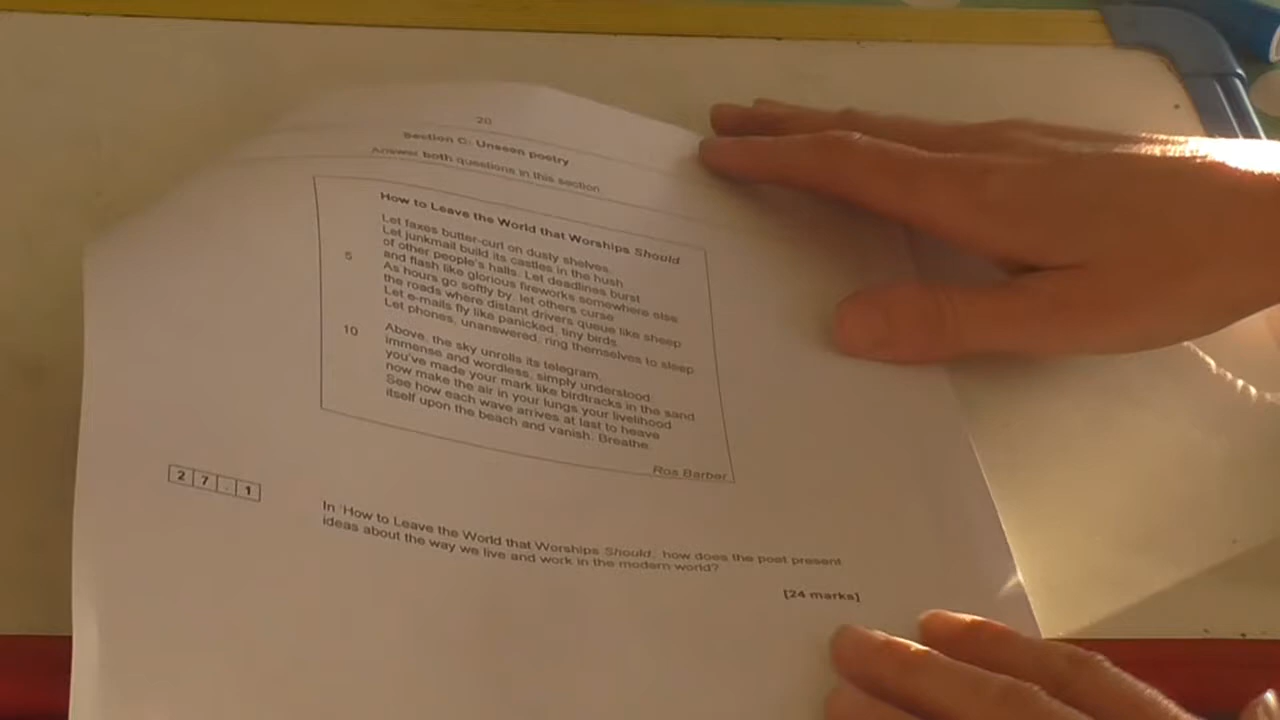 20
Section C: Unseen poetry
Answer both questions in this section
How to Leave the World that Worships Should
Let faxes butter-curl on dusty shelves.
Let junkmail build its castles in the hush
of other people's halls. Let deadlines burst
and flash like glorious fireworks somewhere else.
5 As hours go softly by, let others curse
the roads where distant drivers queue like sheep.
Let e-mails fly like panicked, tiny birds.
Let phones, unanswered, ring themselves to sleep.
Above, the sky unrolls its telegram,
10 immense and wordless, simply understood:
you've made your mark like birdtracks in the sand
now make the air in your lungs your livelihood.
See how each wave arrives at last to heave
itself upon the beach and vanish. Breathe.
Ros Barber
27.1
In 'How to Leave the World that Worships Should', how does the poet present
ideas about the way we live and work in the modern world?
[24 marks]